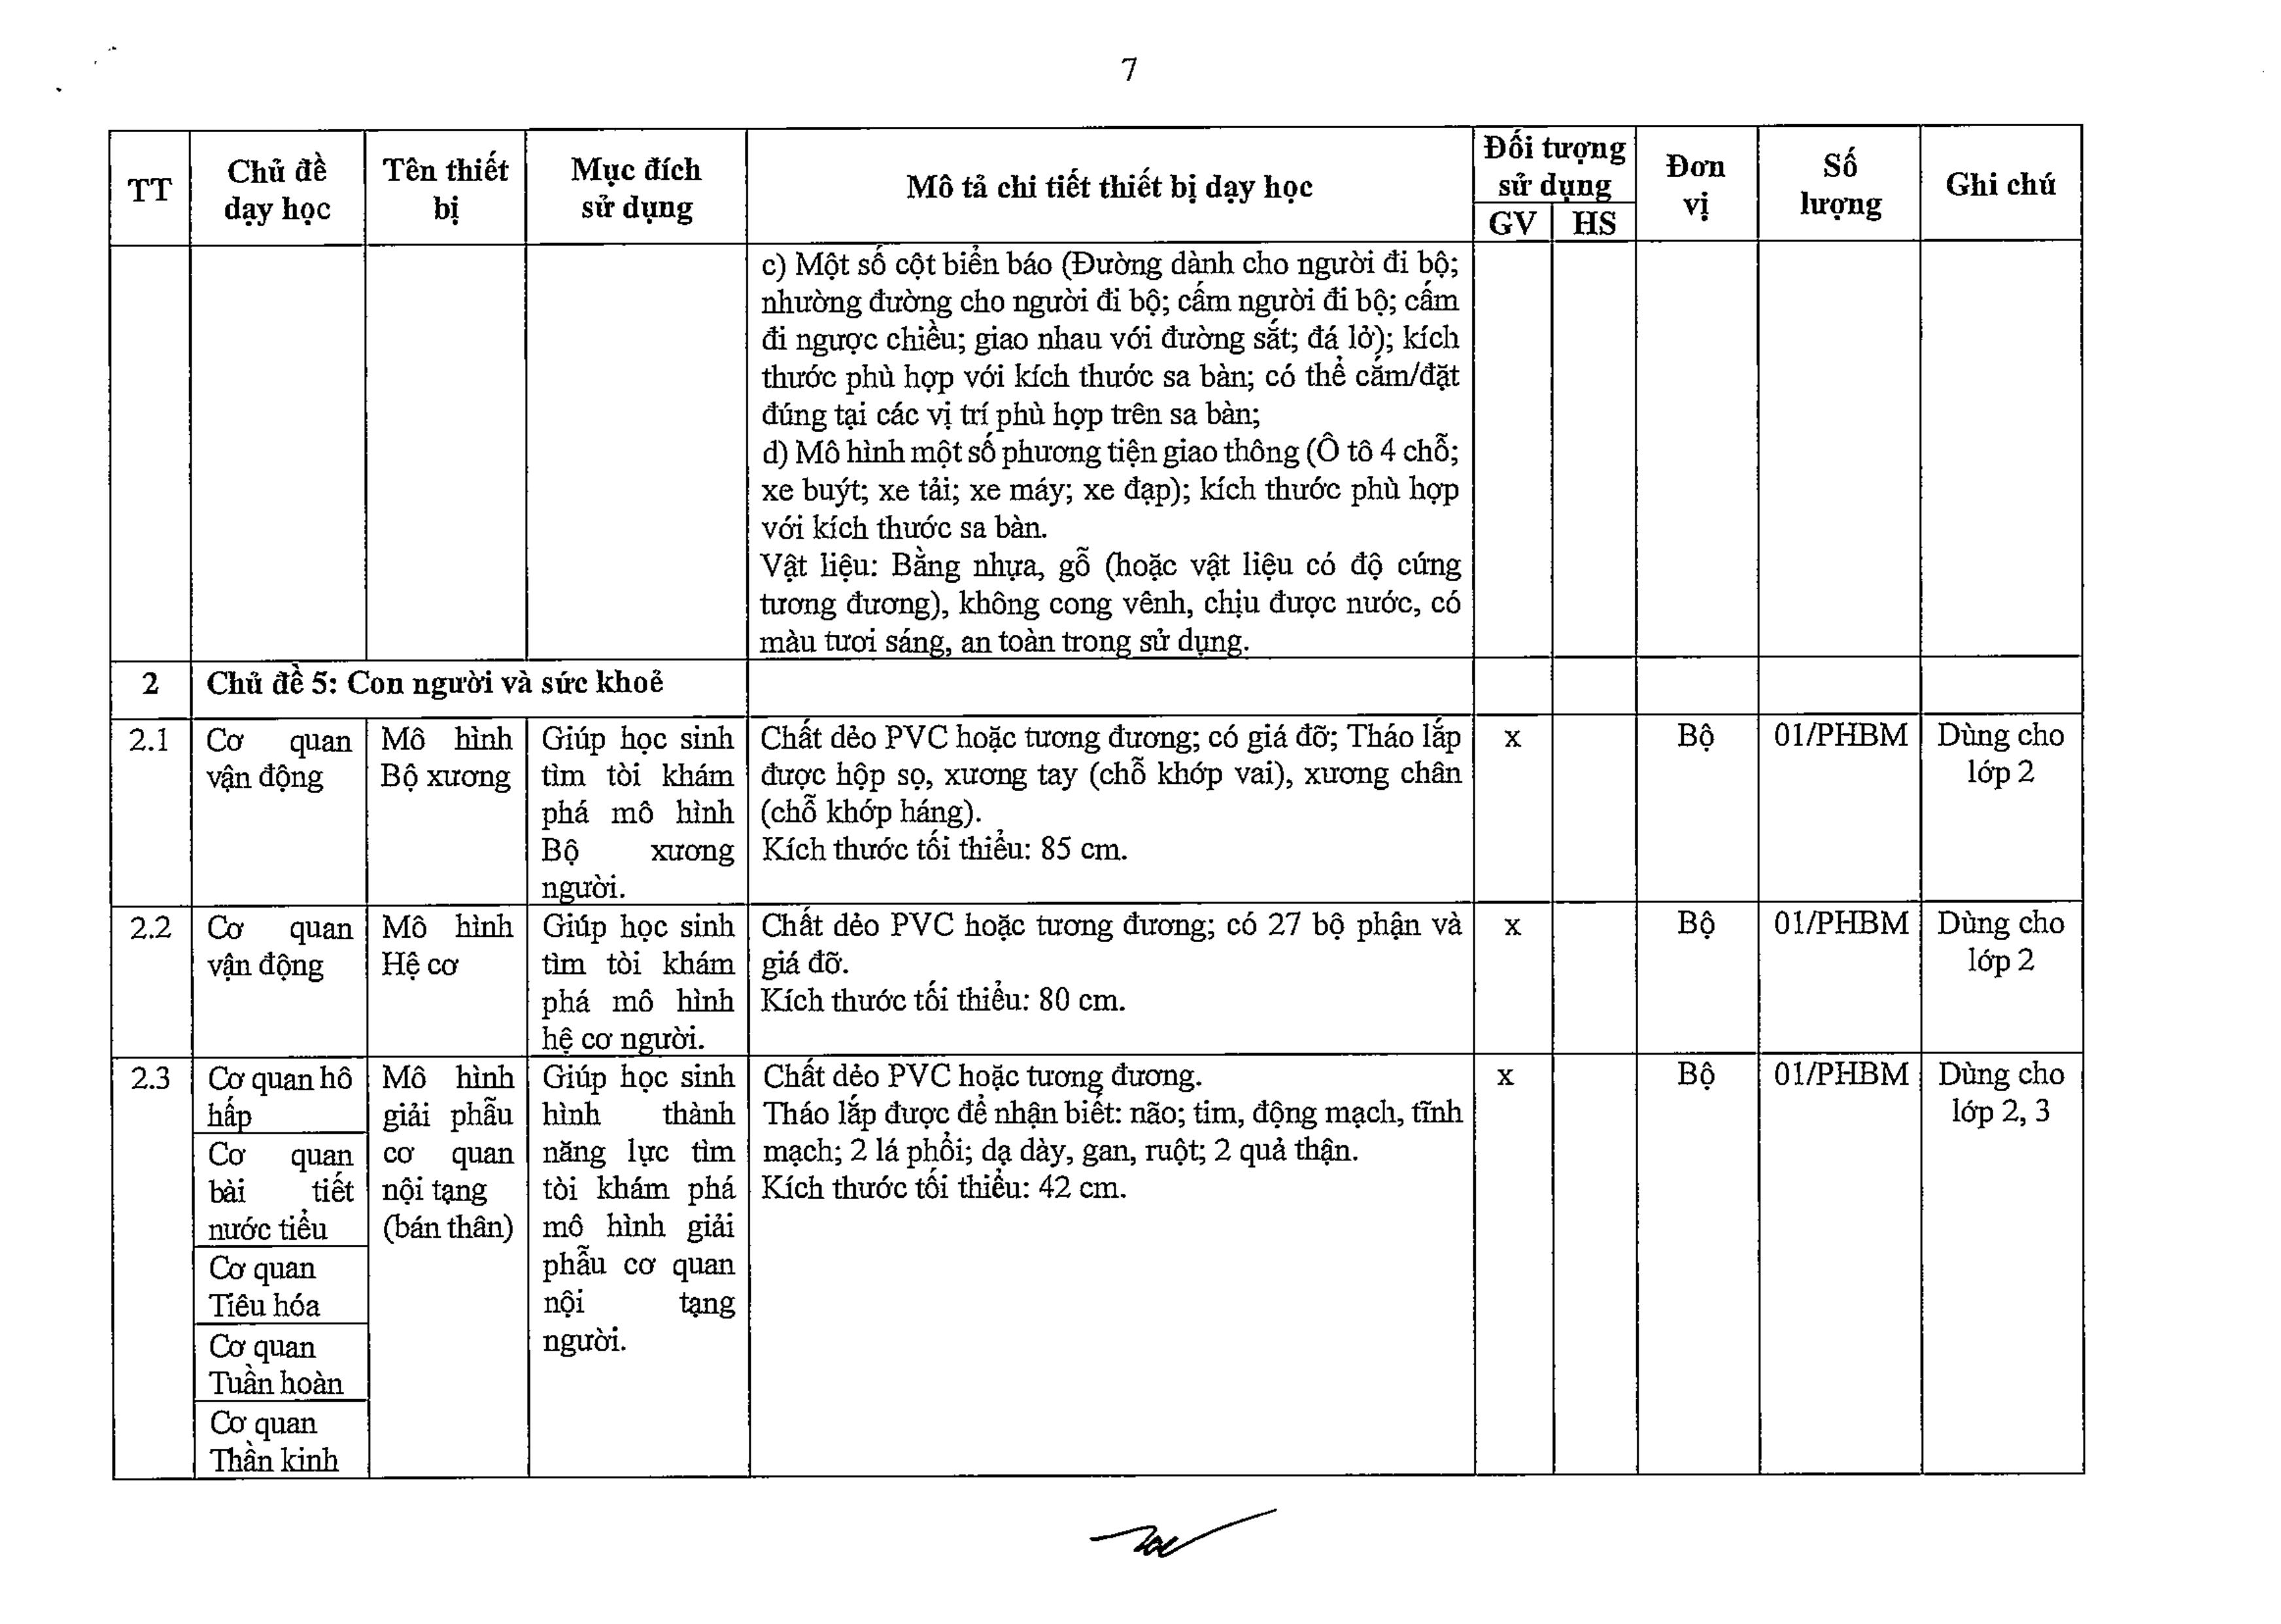 7
TT
Chủ đề
dạy học
Tên thiết
bị
Mục đích
sử dụng
Mô tả chi tiết thiết bị dạy học
Đối tượng
sử dụng
GV
HS
Đơn
vị
Số
lượng
Ghi chú
c) Một số cột biển báo (Đường dành cho người đi bộ;
nhường đường cho người đi bộ; cấm người đi bộ; cấm
đi ngược chiều; giao nhau với đường sắt; đá lở); kích
thước phù hợp với kích thước sa bàn; có thể cắm/đặt
đúng tại các vị trí phù hợp trên sa bàn;
d) Mô hình một số phương tiện giao thông (Ô tô 4 chỗ;
xe buýt; xe tải; xe máy; xe đạp); kích thước phù hợp
với kích thước sa bàn.
Vật liệu: Bằng nhựa, gỗ (hoặc vật liệu có độ cứng
tương đương), không cong vênh, chịu được nước, có
màu tươi sáng, an toàn trong sử dụng.
2
Chủ đề 5: Con người và sức khoẻ
2.1
Cơ quan
vận động
Mô hình
Bộ xương
Giúp học sinh
tìm tòi khám
phá mô hình
Bộ xương
người.
Chất dẻo PVC hoặc tương đương; có giá đỡ; Tháo lắp
được hộp sọ, xương tay (chỗ khớp vai), xương chân
(chỗ khớp háng).
Kích thước tối thiểu: 85 cm.
x
Bộ
01/PHBM
Dùng cho
lớp 2
2.2
Cơ quan
vận động
Mô hình
Hệ cơ
Giúp học sinh
tìm tòi khám
phá mô hình
hệ cơ người.
Chất dẻo PVC hoặc tương đương; có 27 bộ phận và
giá đỡ.
Kích thước tối thiểu: 80 cm.
x
Bộ
01/PHBM
Dùng cho
lớp 2
2.3
Cơ quan hô
hấp
Cơ quan
bài tiết
nước tiểu
Cơ quan
Tiêu hóa
Cơ quan
Tuần hoàn
Cơ quan
Thần kinh
Mô hình
giải phẫu
cơ quan
nội tạng
(bán thân)
Giúp học sinh
hình thành
năng lực tìm
tòi khám phá
mô hình giải
phẫu cơ quan
nội tạng
người.
Chất dẻo PVC hoặc tương đương.
Tháo lắp được để nhận biết: não; tim, động mạch, tĩnh
mạch; 2 lá phổi; dạ dày, gan, ruột; 2 quả thận.
Kích thước tối thiểu: 42 cm.
x
Bộ
01/PHBM
Dùng cho
lớp 2, 3